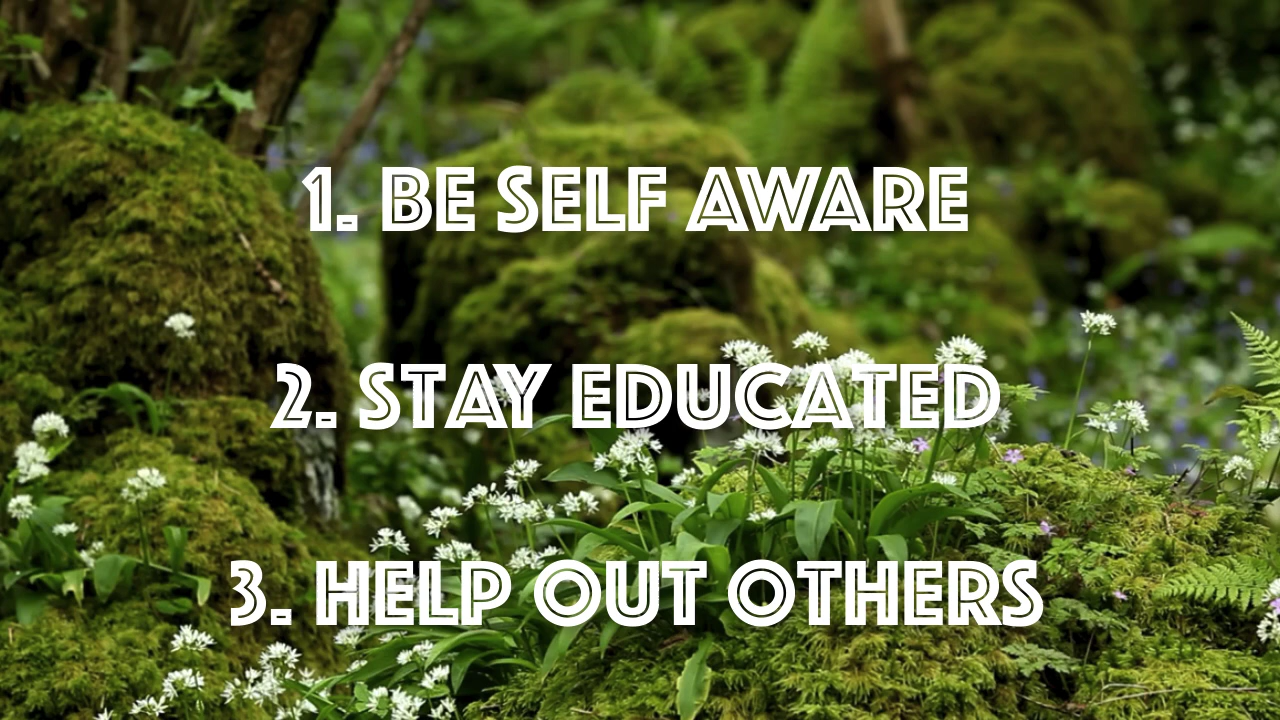 1. BE SELF AWARE
2. STAY EDUCATED
3. HELP OUT OTHERS